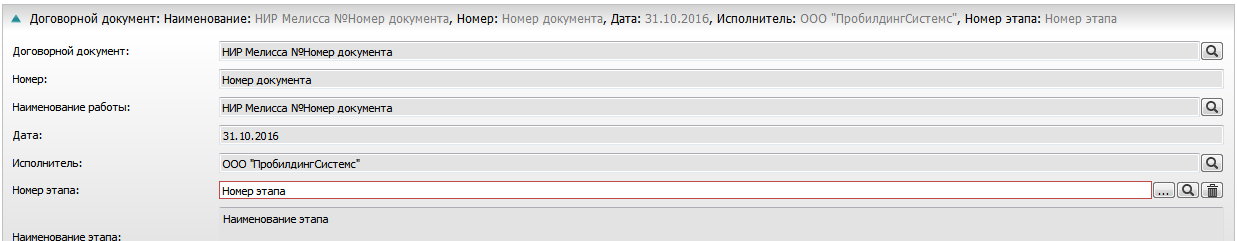 Договорной документ: Наименование: НИР Мелисса №Номер документа, Номер: Номер документа, Дата: 31.10.2016, Исполнитель: ООО "ПробилдингСистемс", Номер этапа: Номер этапа
Договорной документ: НИР Мелисса №Номер документа
Номер: Номер документа
Наименование работы: НИР Мелисса №Номер документа
Дата: 31.10.2016
Исполнитель: ООО "ПробилдингСистемс"
Номер этапа: Номер этапа ...
Наименование этапа
Наименование этапа: